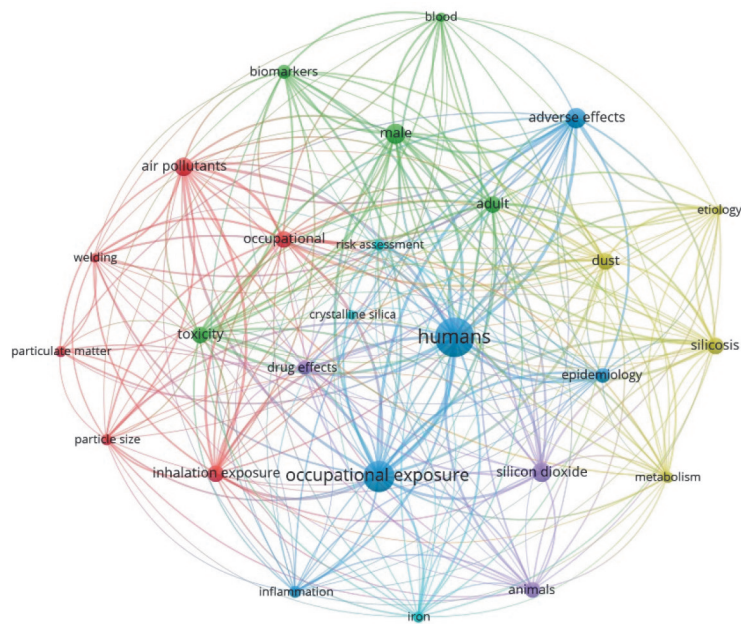 blood
biomarkers
adverse effects
male
air pollutants
adult
etiology
occupational
risk assessment
welding
dust
crystalline silica
toxicity
humans
silicosis
particulate matter
drug effects
epidemiology
particle size
inhalation exposure
occupational exposure
silicon dioxide
metabolism
inflammation
animals
iron